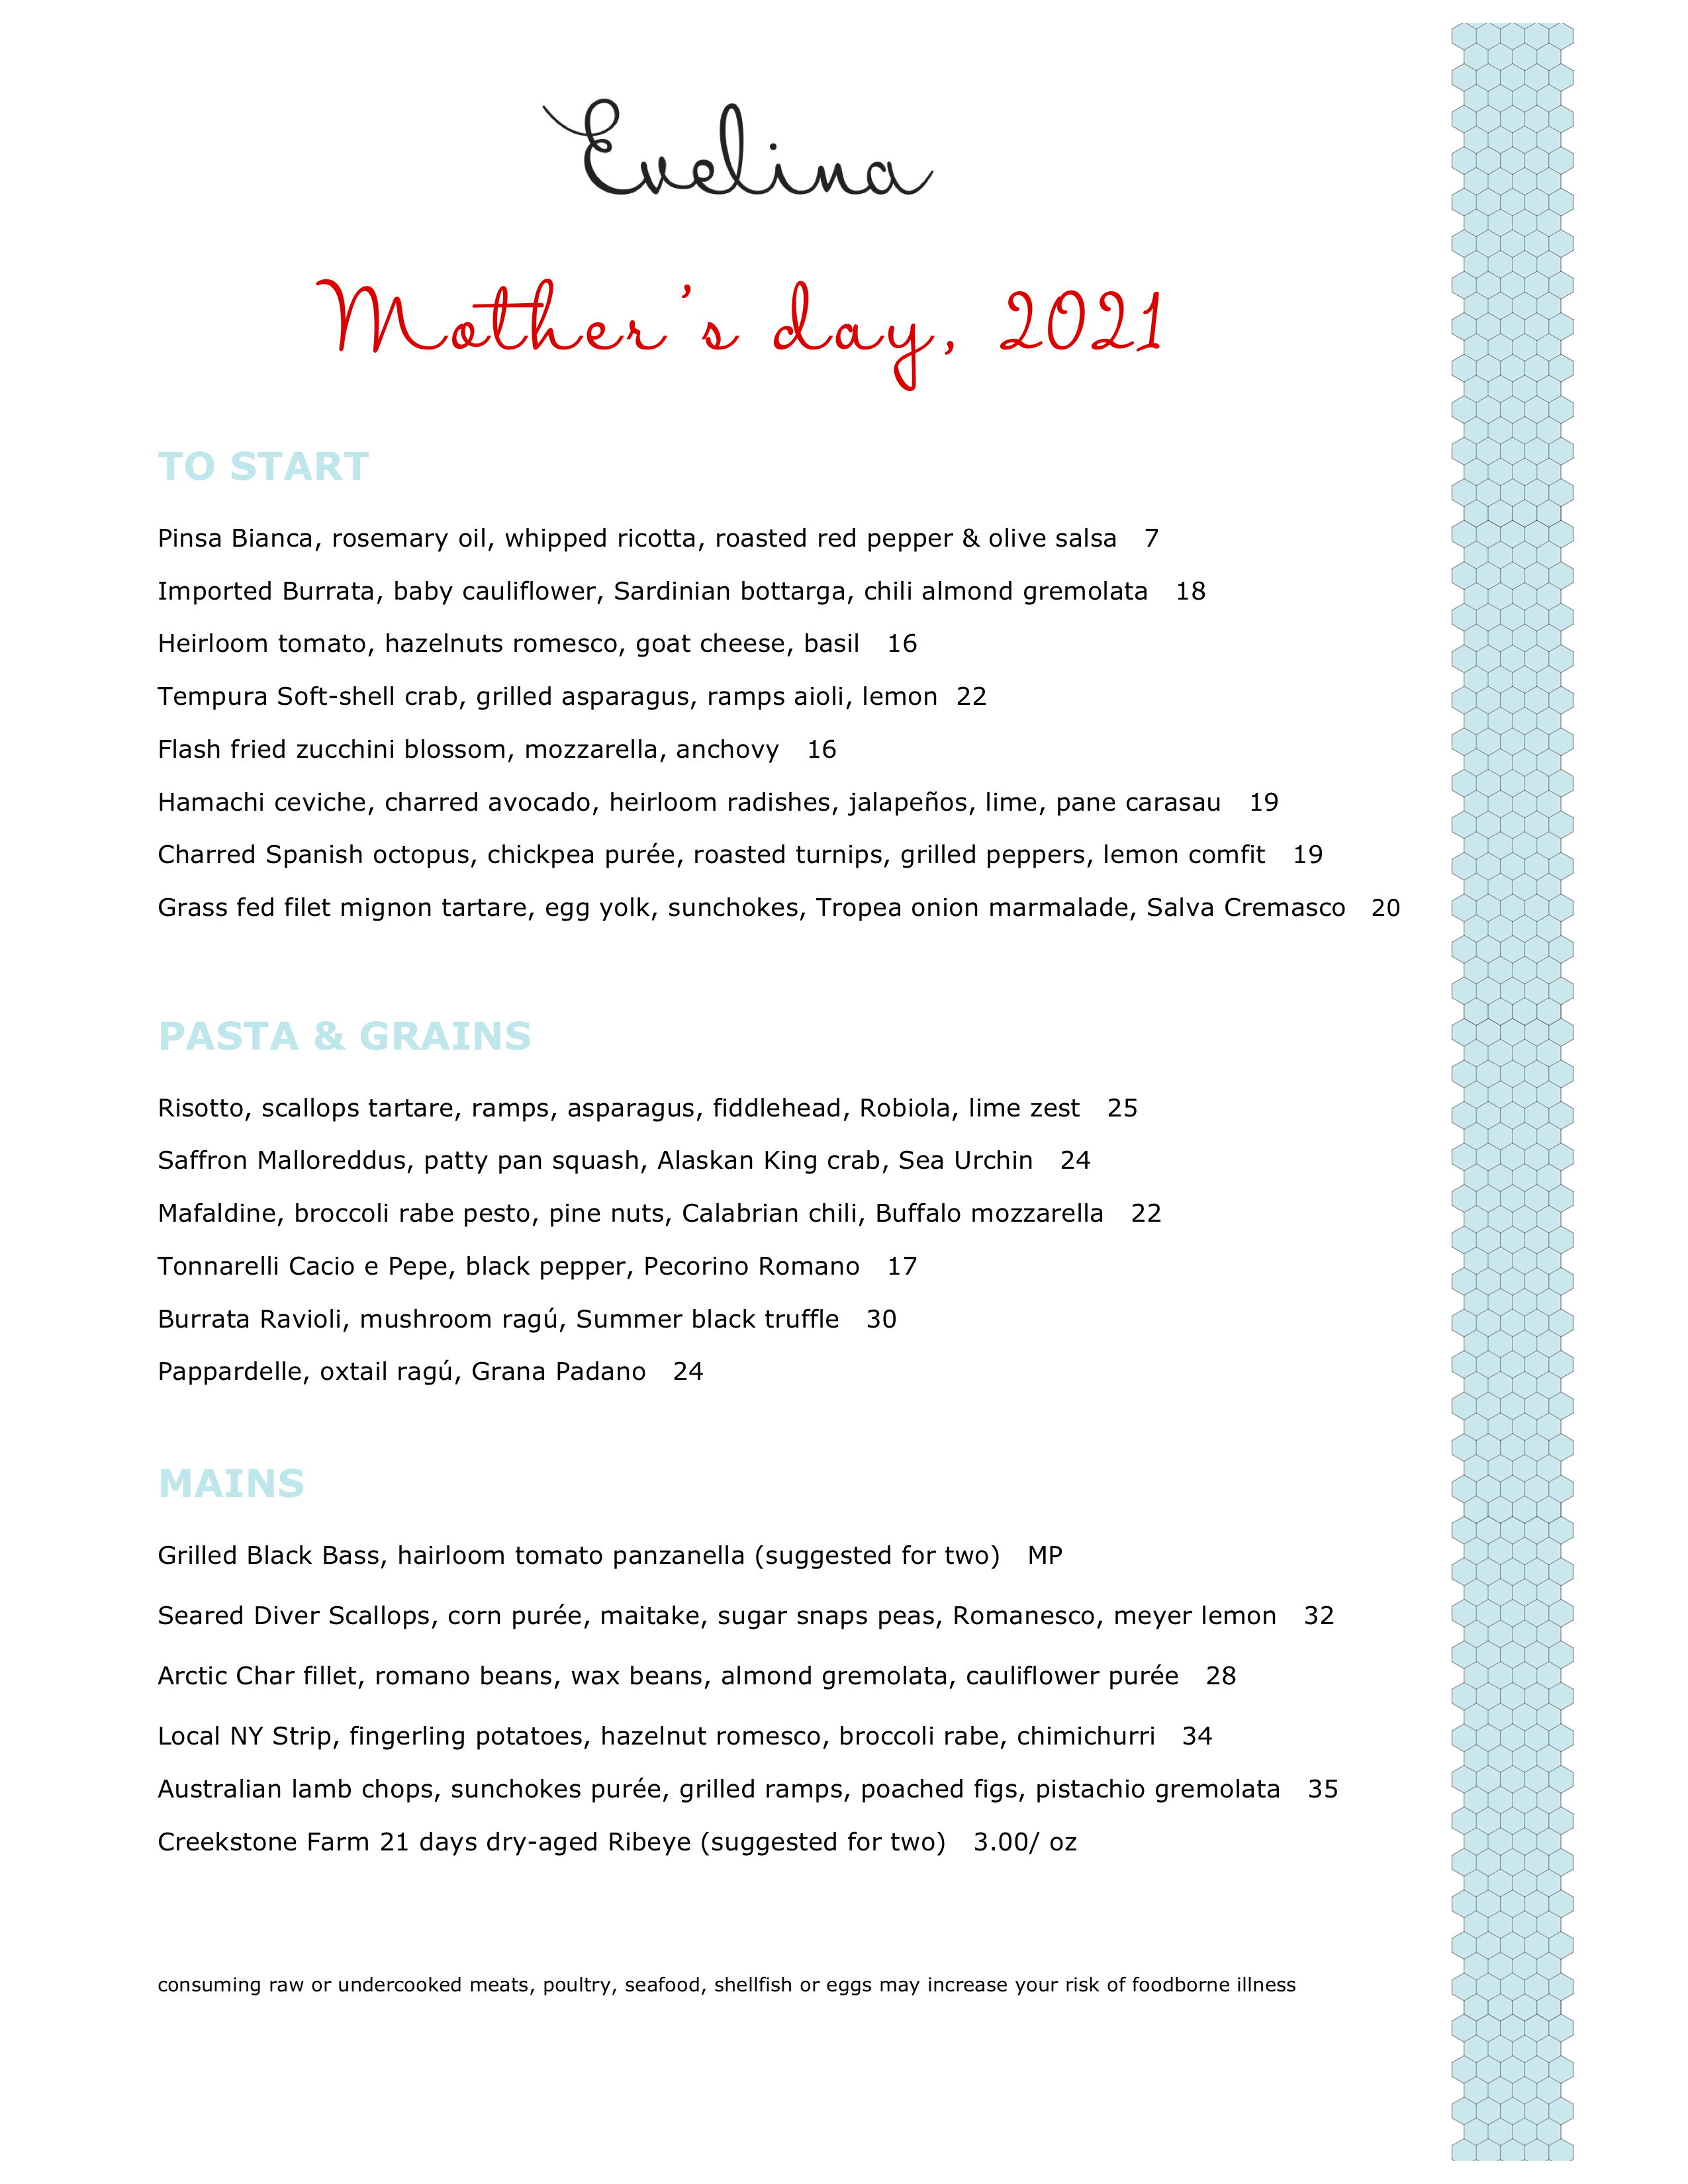 Evelina
Mother's day, 2021
TO START
Pinsa Bianca, rosemary oil, whipped ricotta, roasted red pepper & olive salsa 7
Imported Burrata, baby cauliflower, Sardinian bottarga, chili almond gremolata 18
Heirloom tomato, hazelnuts romesco, goat cheese, basil 16
Tempura Soft-shell crab, grilled asparagus, ramps aioli, lemon 22
Flash fried zucchini blossom, mozzarella, anchovy 16
Hamachi ceviche, charred avocado, heirloom radishes, jalapeños, lime, pane carasau 19
Charred Spanish octopus, chickpea purée, roasted turnips, grilled peppers, lemon comfit 19
Grass fed filet mignon tartare, egg yolk, sunchokes, Tropea onion marmalade, Salva Cremasco 20
PASTA & GRAINS
Risotto, scallops tartare, ramps, asparagus, fiddlehead, Robiola, lime zest 25
Saffron Malloreddus, patty pan squash, Alaskan King crab, Sea Urchin 24
Mafaldine, broccoli rabe pesto, pine nuts, Calabrian chili, Buffalo mozzarella 22
Tonnarelli Cacio e Pepe, black pepper, Pecorino Romano 17
Burrata Ravioli, mushroom ragú, Summer black truffle 30
Pappardelle, oxtail ragú, Grana Padano 24
MAINS
Grilled Black Bass, hairloom tomato panzanella (suggested for two) MP
Seared Diver Scallops, corn purée, maitake, sugar snaps peas, Romanesco, meyer lemon 32
Arctic Char fillet, romano beans, wax beans, almond gremolata, cauliflower purée 28
Local NY Strip, fingerling potatoes, hazelnut romesco, broccoli rabe, chimichurri 34
Australian lamb chops, sunchokes purée, grilled ramps, poached figs, pistachio gremolata 35
Creekstone Farm 21 days dry-aged Ribeye (suggested for two) 3.00/ oz
consuming raw or undercooked meats, poultry, seafood, shellfish or eggs may increase your risk of foodborne illness